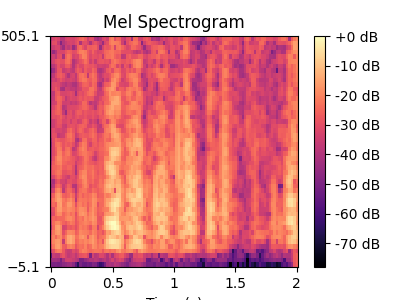 Mel Spectrogram
505.1
−5.1
0
0.5
1
1.5
2
+0 dB
-10 dB
-20 dB
-30 dB
-40 dB
-50 dB
-60 dB
-70 dB